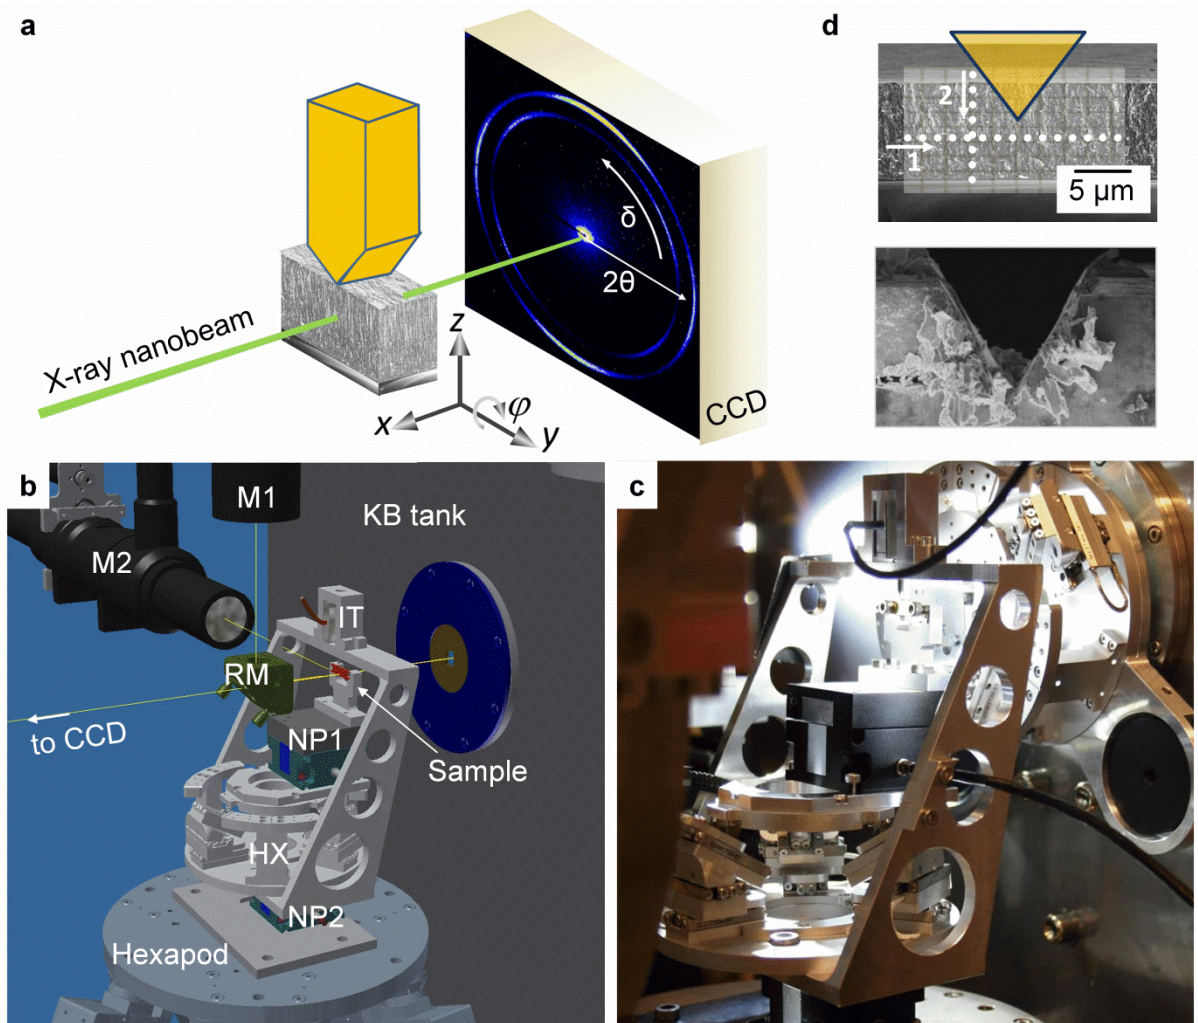 a
X-ray nanobeam
δ
2θ
CCD
z
x
y
φ
d
2
1
5 μm
b
M1
KB tank
M2
IT
RM
to CCD
NP1
Sample
HX
NP2
Hexapod
c